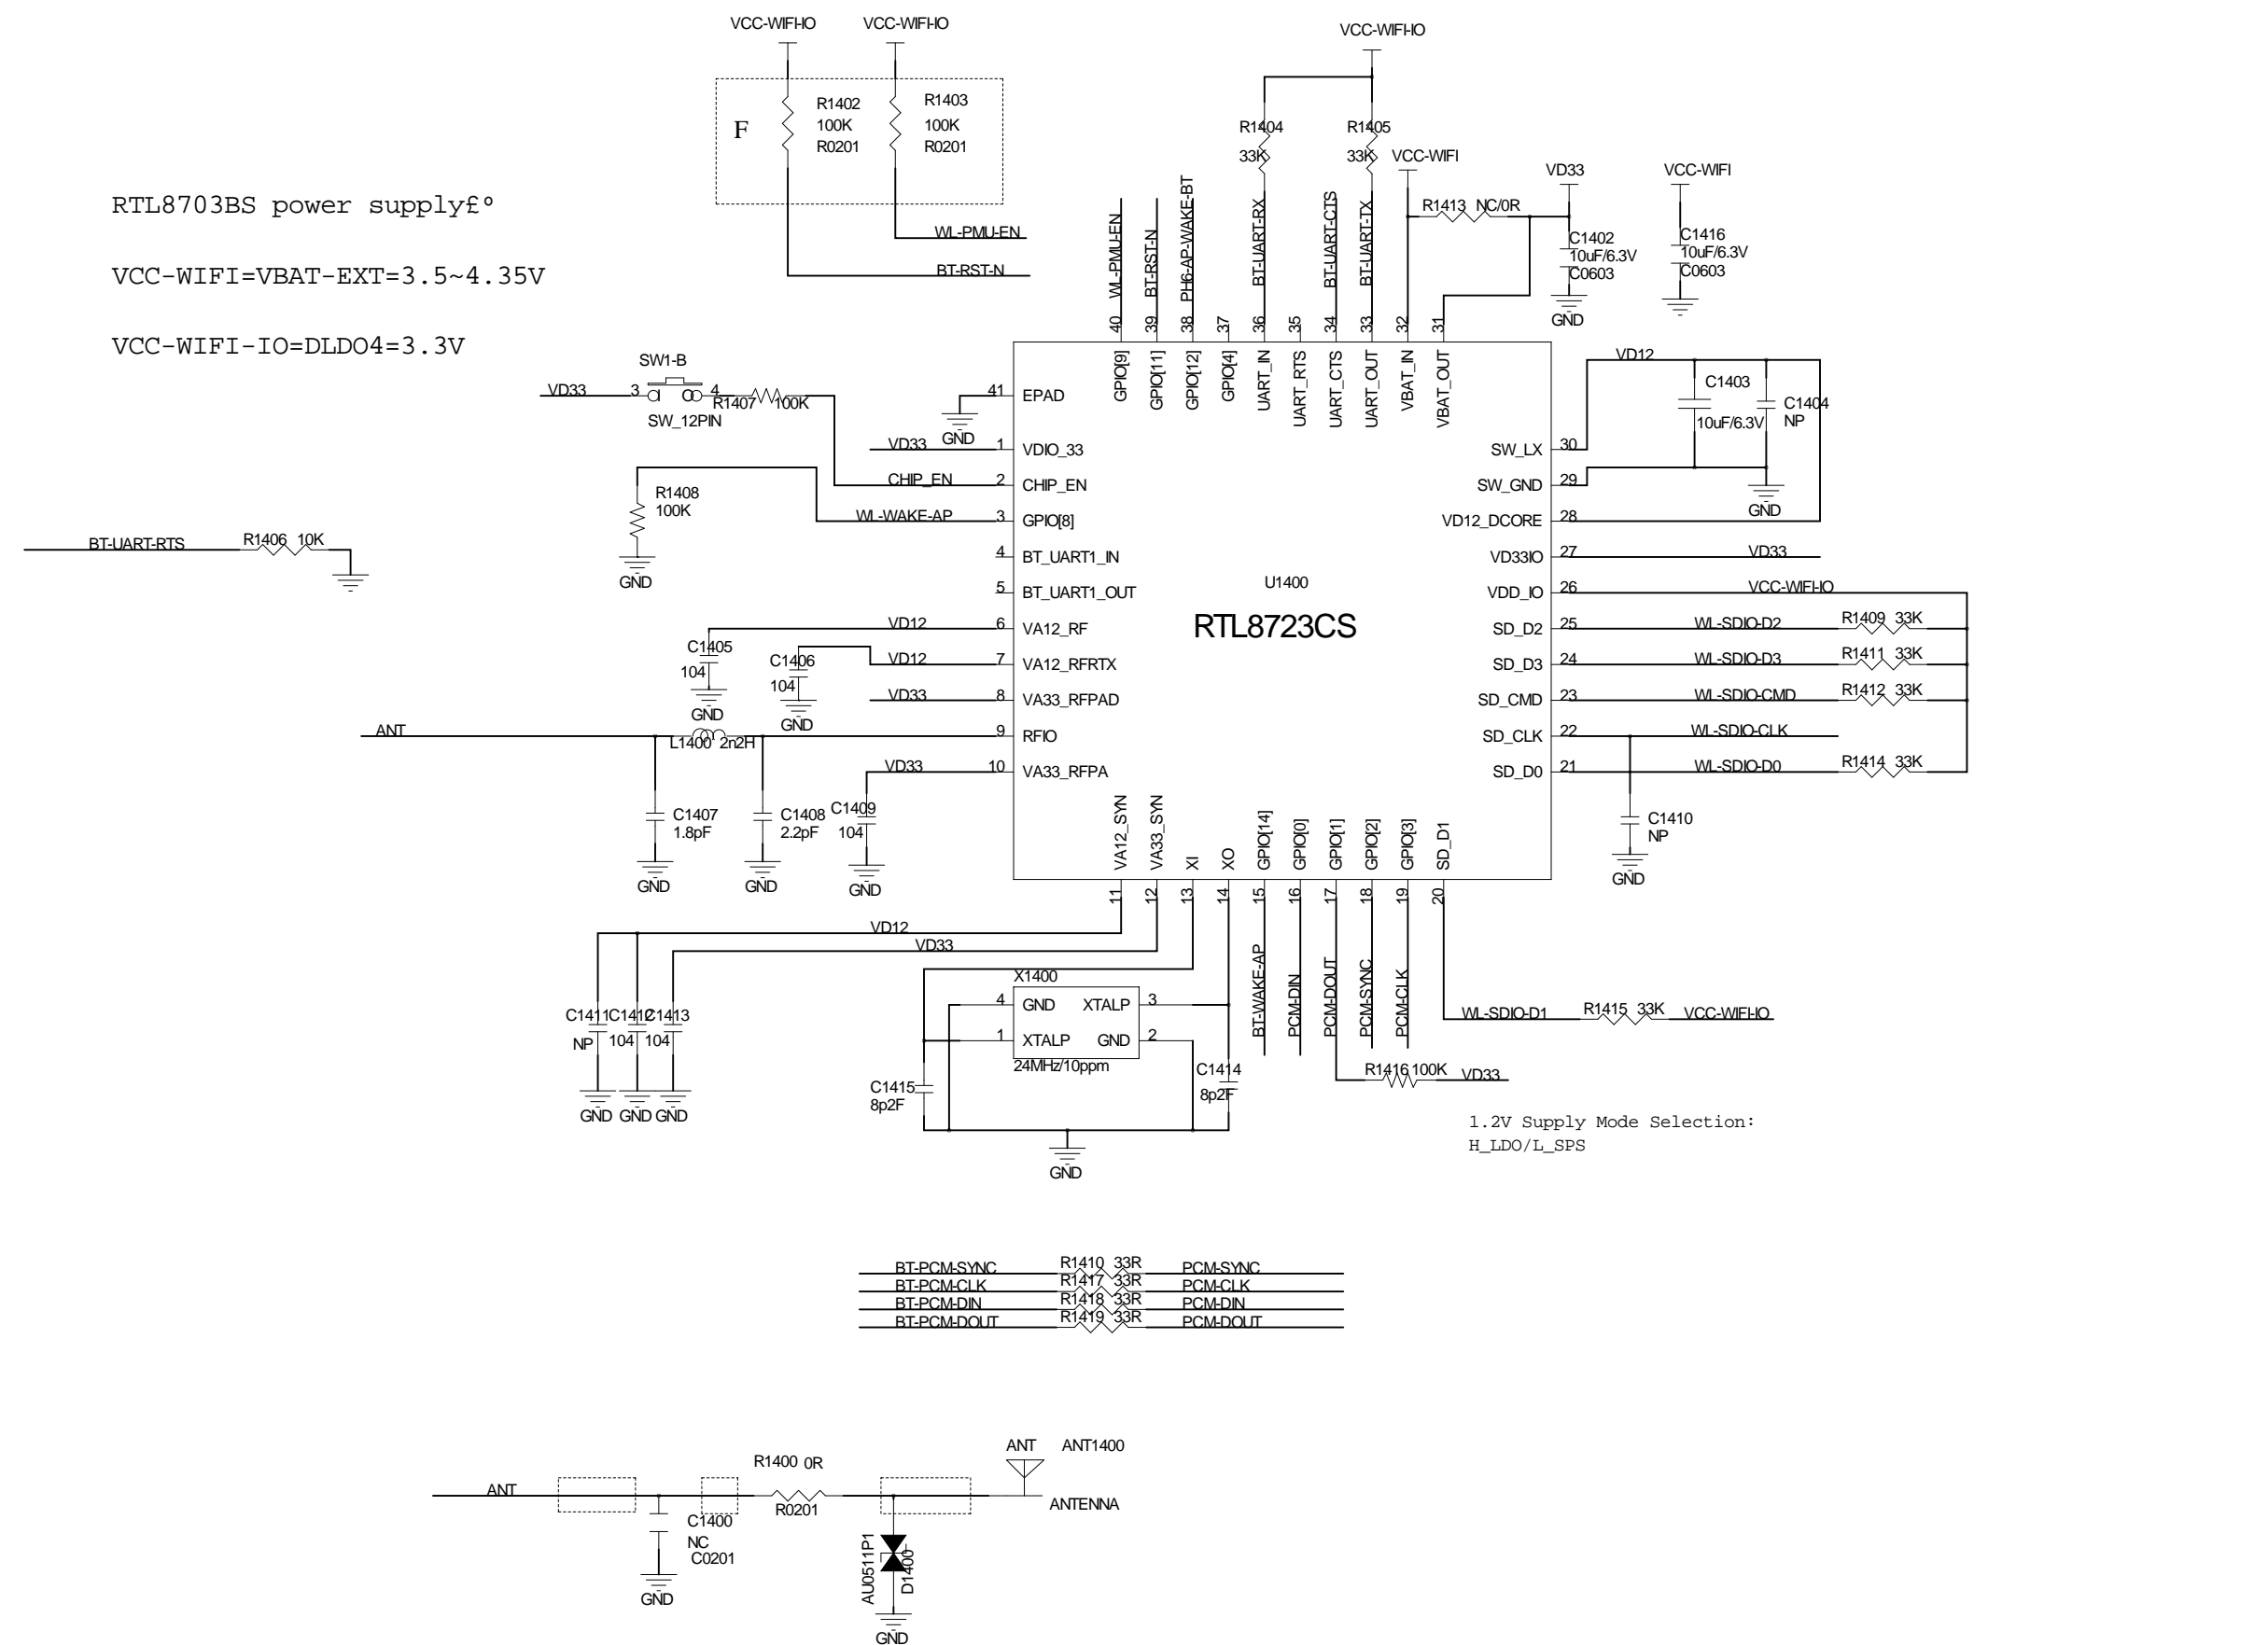 VCC-WIFI-IO
VCC-WIFI-IO
VCC-WIFI-IO
F
R1402
100K
R0201
R1403
100K
R0201
WL-PMU-EN
BT-RST-N
RTL8703BS power supply£º
VCC-WIFI=VBAT-EXT=3.5~4.35V
VCC-WIFI-IO=DLDO4=3.3V
R1404
33K
R1405
33K
VCC-WIFI
R1413 NC/0R
VD33
C1402
10uF/6.3V
C0603
GND
VCC-WIFI
C1416
10uF/6.3V
C0603
WL-PMU-EN
BT-RST-N
PH6-AP-WAKE-BT
BT-UART-RX
BT-UART-CTS
BT-UART-TX
40
39
38
37
36
35
34
33
32
31
GPIO[9]
GPIO[11]
GPIO[12]
GPIO[4]
UART_IN
UART_RTS
UART_CTS
UART_OUT
VBAT_IN
VBAT_OUT
SW1-B
VD33
3
4
SW_12PIN
R1407 100K
GND
41 EPAD
VD33 1 VDIO_33
CHIP_EN 2 CHIP_EN
WL-WAKE-AP 3 GPIO[8]
4 BT_UART1_IN
5 BT_UART1_OUT
VD12 6 VA12_RF
VD12 7 VA12_RFRTX
VD33 8 VA33_RFPAD
9 RFIO
VD33 10 VA33_RFPA
R1408
100K
GND
BT-UART-RTS
R1406 10K
U1400
RTL8723CS
VD12
C1403
10uF/6.3V
C1404
NP
GND
SW_LX 30
SW_GND 29
VD12_DCORE 28
VD33IO 27 VD33
VDD_IO 26 VCC-WIFI-IO
SD_D2 25 WL-SDIO-D2 R1409 33K
SD_D3 24 WL-SDIO-D3 R1411 33K
SD_CMD 23 WL-SDIO-CMD R1412 33K
SD_CLK 22 WL-SDIO-CLK
SD_D0 21 WL-SDIO-D0 R1414 33K
C1410
NP
GND
C1405
104
GND
C1406
104
GND
ANT
L1400 2n2H
C1407
1.8pF
GND
C1408
2.2pF
GND
C1409
104
GND
VA12_SYN
VA33_SYN
XI
XO
GPIO[14]
GPIO[0]
GPIO[1]
GPIO[2]
GPIO[3]
SD_D1
11
12
13
14
15
16
17
18
19
20
VD12
VD33
C1411
NP
GND
C1412
104
GND
C1413
104
GND
X1400
4 GND XTALP 3
1 XTALP GND 2
24MHz/10ppm
C1415
8p2F
C1414
8p2F
GND
BT-WAKE-AP
PCM-DIN
PCM-DOUT
PCM-SYNC
PCM-CLK
WL-SDIO-D1 R1415 33K VCC-WIFI-IO
R1416 100K VD33
1.2V Supply Mode Selection:
H_LDO/L_SPS
BT-PCM-SYNC R1410 33R PCM-SYNC
BT-PCM-CLK R1417 33R PCM-CLK
BT-PCM-DIN R1418 33R PCM-DIN
BT-PCM-DOUT R1419 33R PCM-DOUT
ANT
C1400
NC
C0201
GND
R1400 0R
R0201
AU0511P1
D1400
GND
ANT ANT1400
ANTENNA